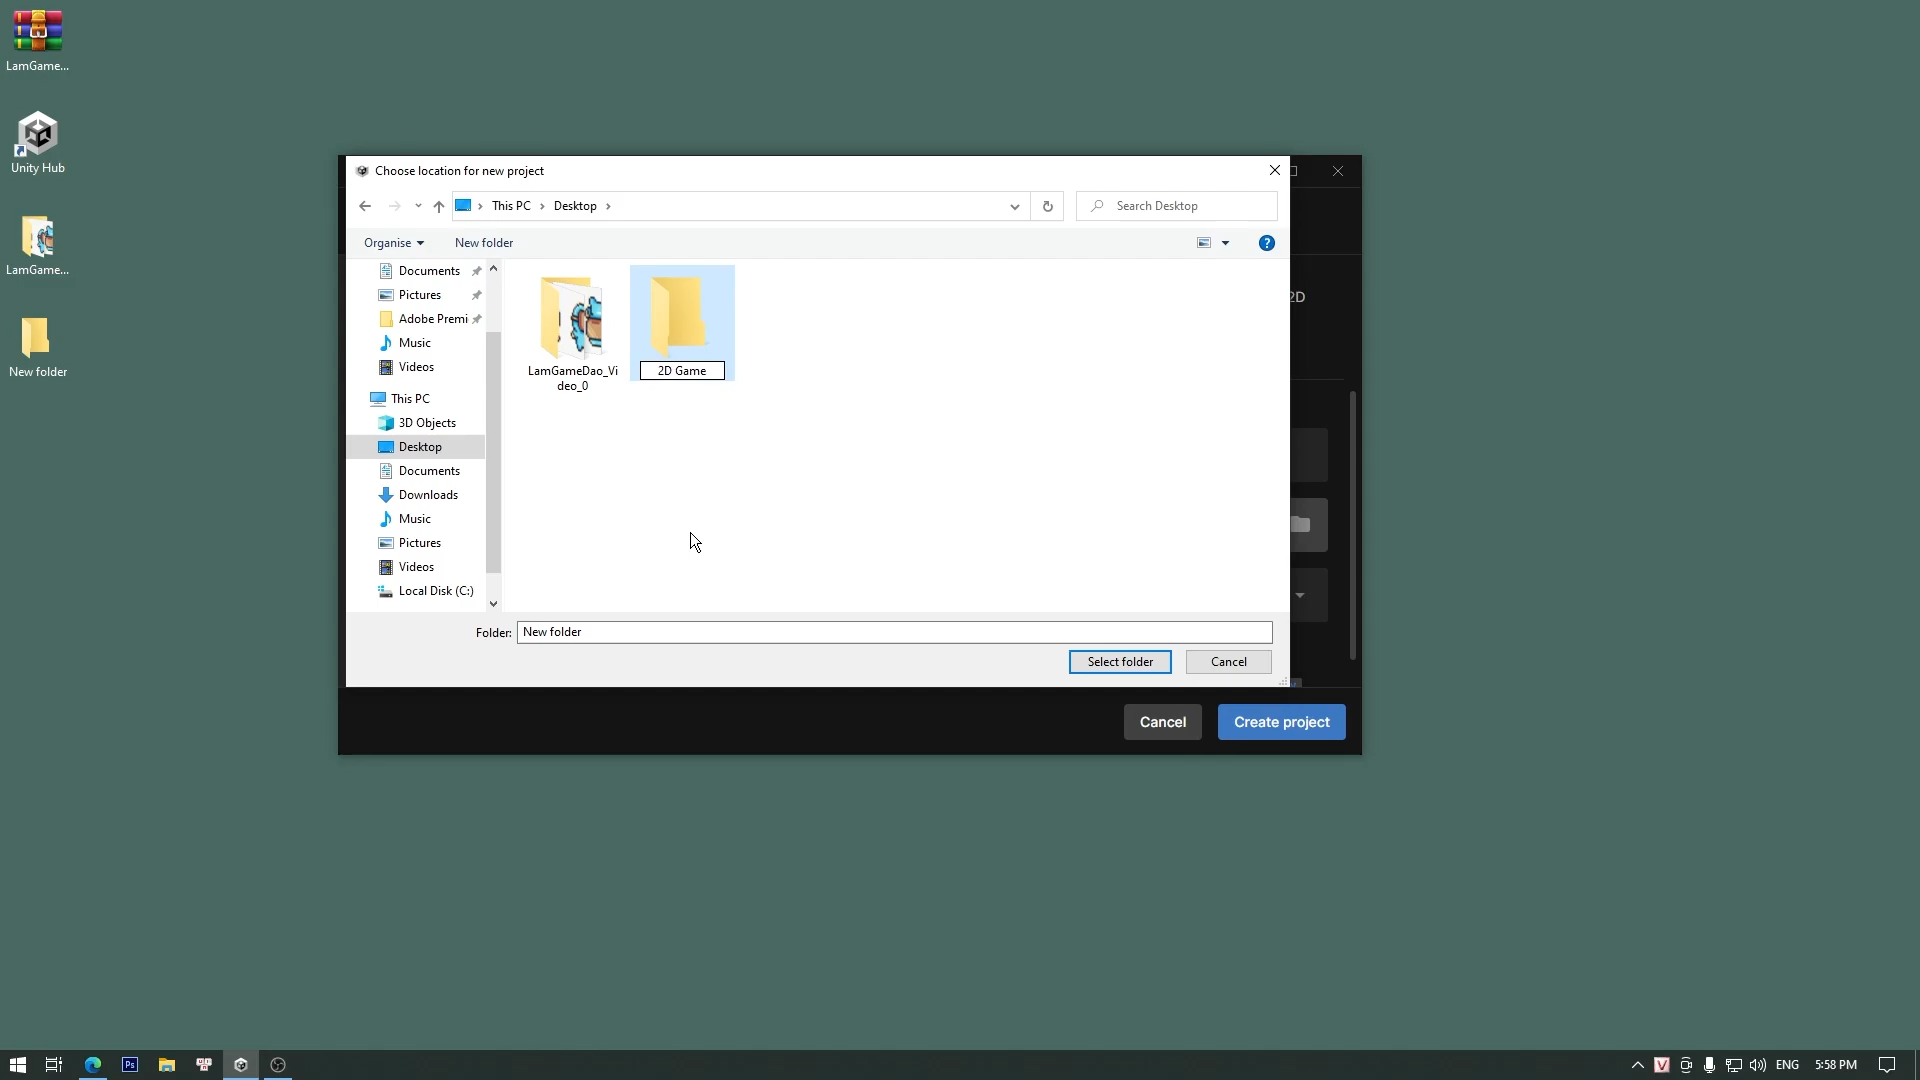 LamGame...
Unity Hub
LamGame...
New folder
Choose location for new project
This PC
Desktop
Search Desktop
Organise
New folder
Documents
Pictures
Adobe Premi
Music
Videos
This PC
3D Objects
Desktop
Documents
Downloads
Music
Pictures
Videos
Local Disk (C:)
LamGameDao_Vi
deo_0
2D Game
2D
Folder:
New folder
Select folder
Cancel
Cancel
Create project
Ps
V
ENG
5:58 PM